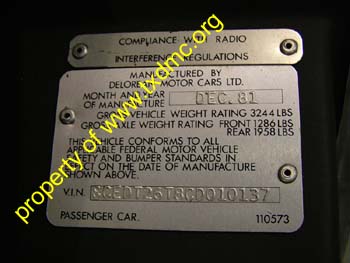 COMPLIANCE WITH RADIO
INTERFERENCE REGULATIONS
MANUFACTURED BY
DELOREAN MOTOR CARS LTD.
MONTH AND YEAR
OF MANUFACTURE DEC. 81
GROSS VEHICLE WEIGHT RATING 3244 LBS
GROSS AXLE WEIGHT RATING FRONT 1286 LBS
REAR 1958 LBS
THIS VEHICLE CONFORMS TO ALL
APPLICABLE FEDERAL MOTOR VEHICLE
SAFETY AND BUMPER STANDARDS IN
EFFECT ON THE DATE OF MANUFACTURE
SHOWN ABOVE.
V.I.N. SCEDT26T8CD010137
PASSENGER CAR. 110573
property of www.bxdmc.org